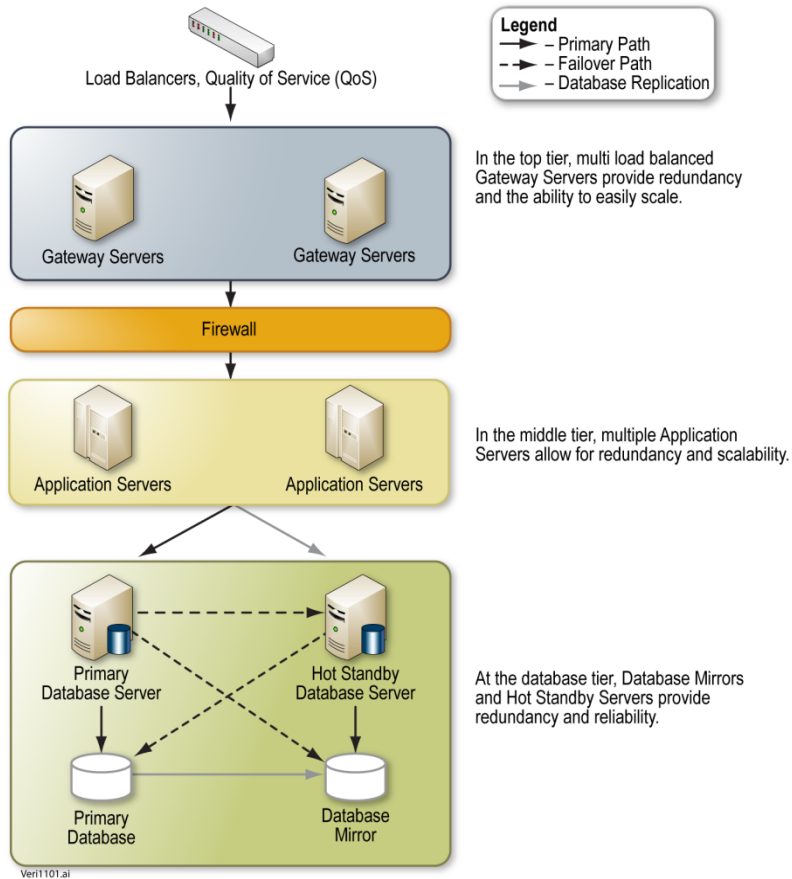 Legend
– Primary Path
– Failover Path
– Database Replication
Load Balancers, Quality of Service (QoS)
In the top tier, multi load balanced
Gateway Servers provide redundancy
and the ability to easily scale.
Gateway Servers
Gateway Servers
Firewall
In the middle tier, multiple Application
Servers allow for redundancy and scalability.
Application Servers
Application Servers
Primary
Database Server
Hot Standby
Database Server
At the database tier, Database Mirrors
and Hot Standby Servers provide
redundancy and reliability.
Primary
Database
Database
Mirror
Veri1101.ai